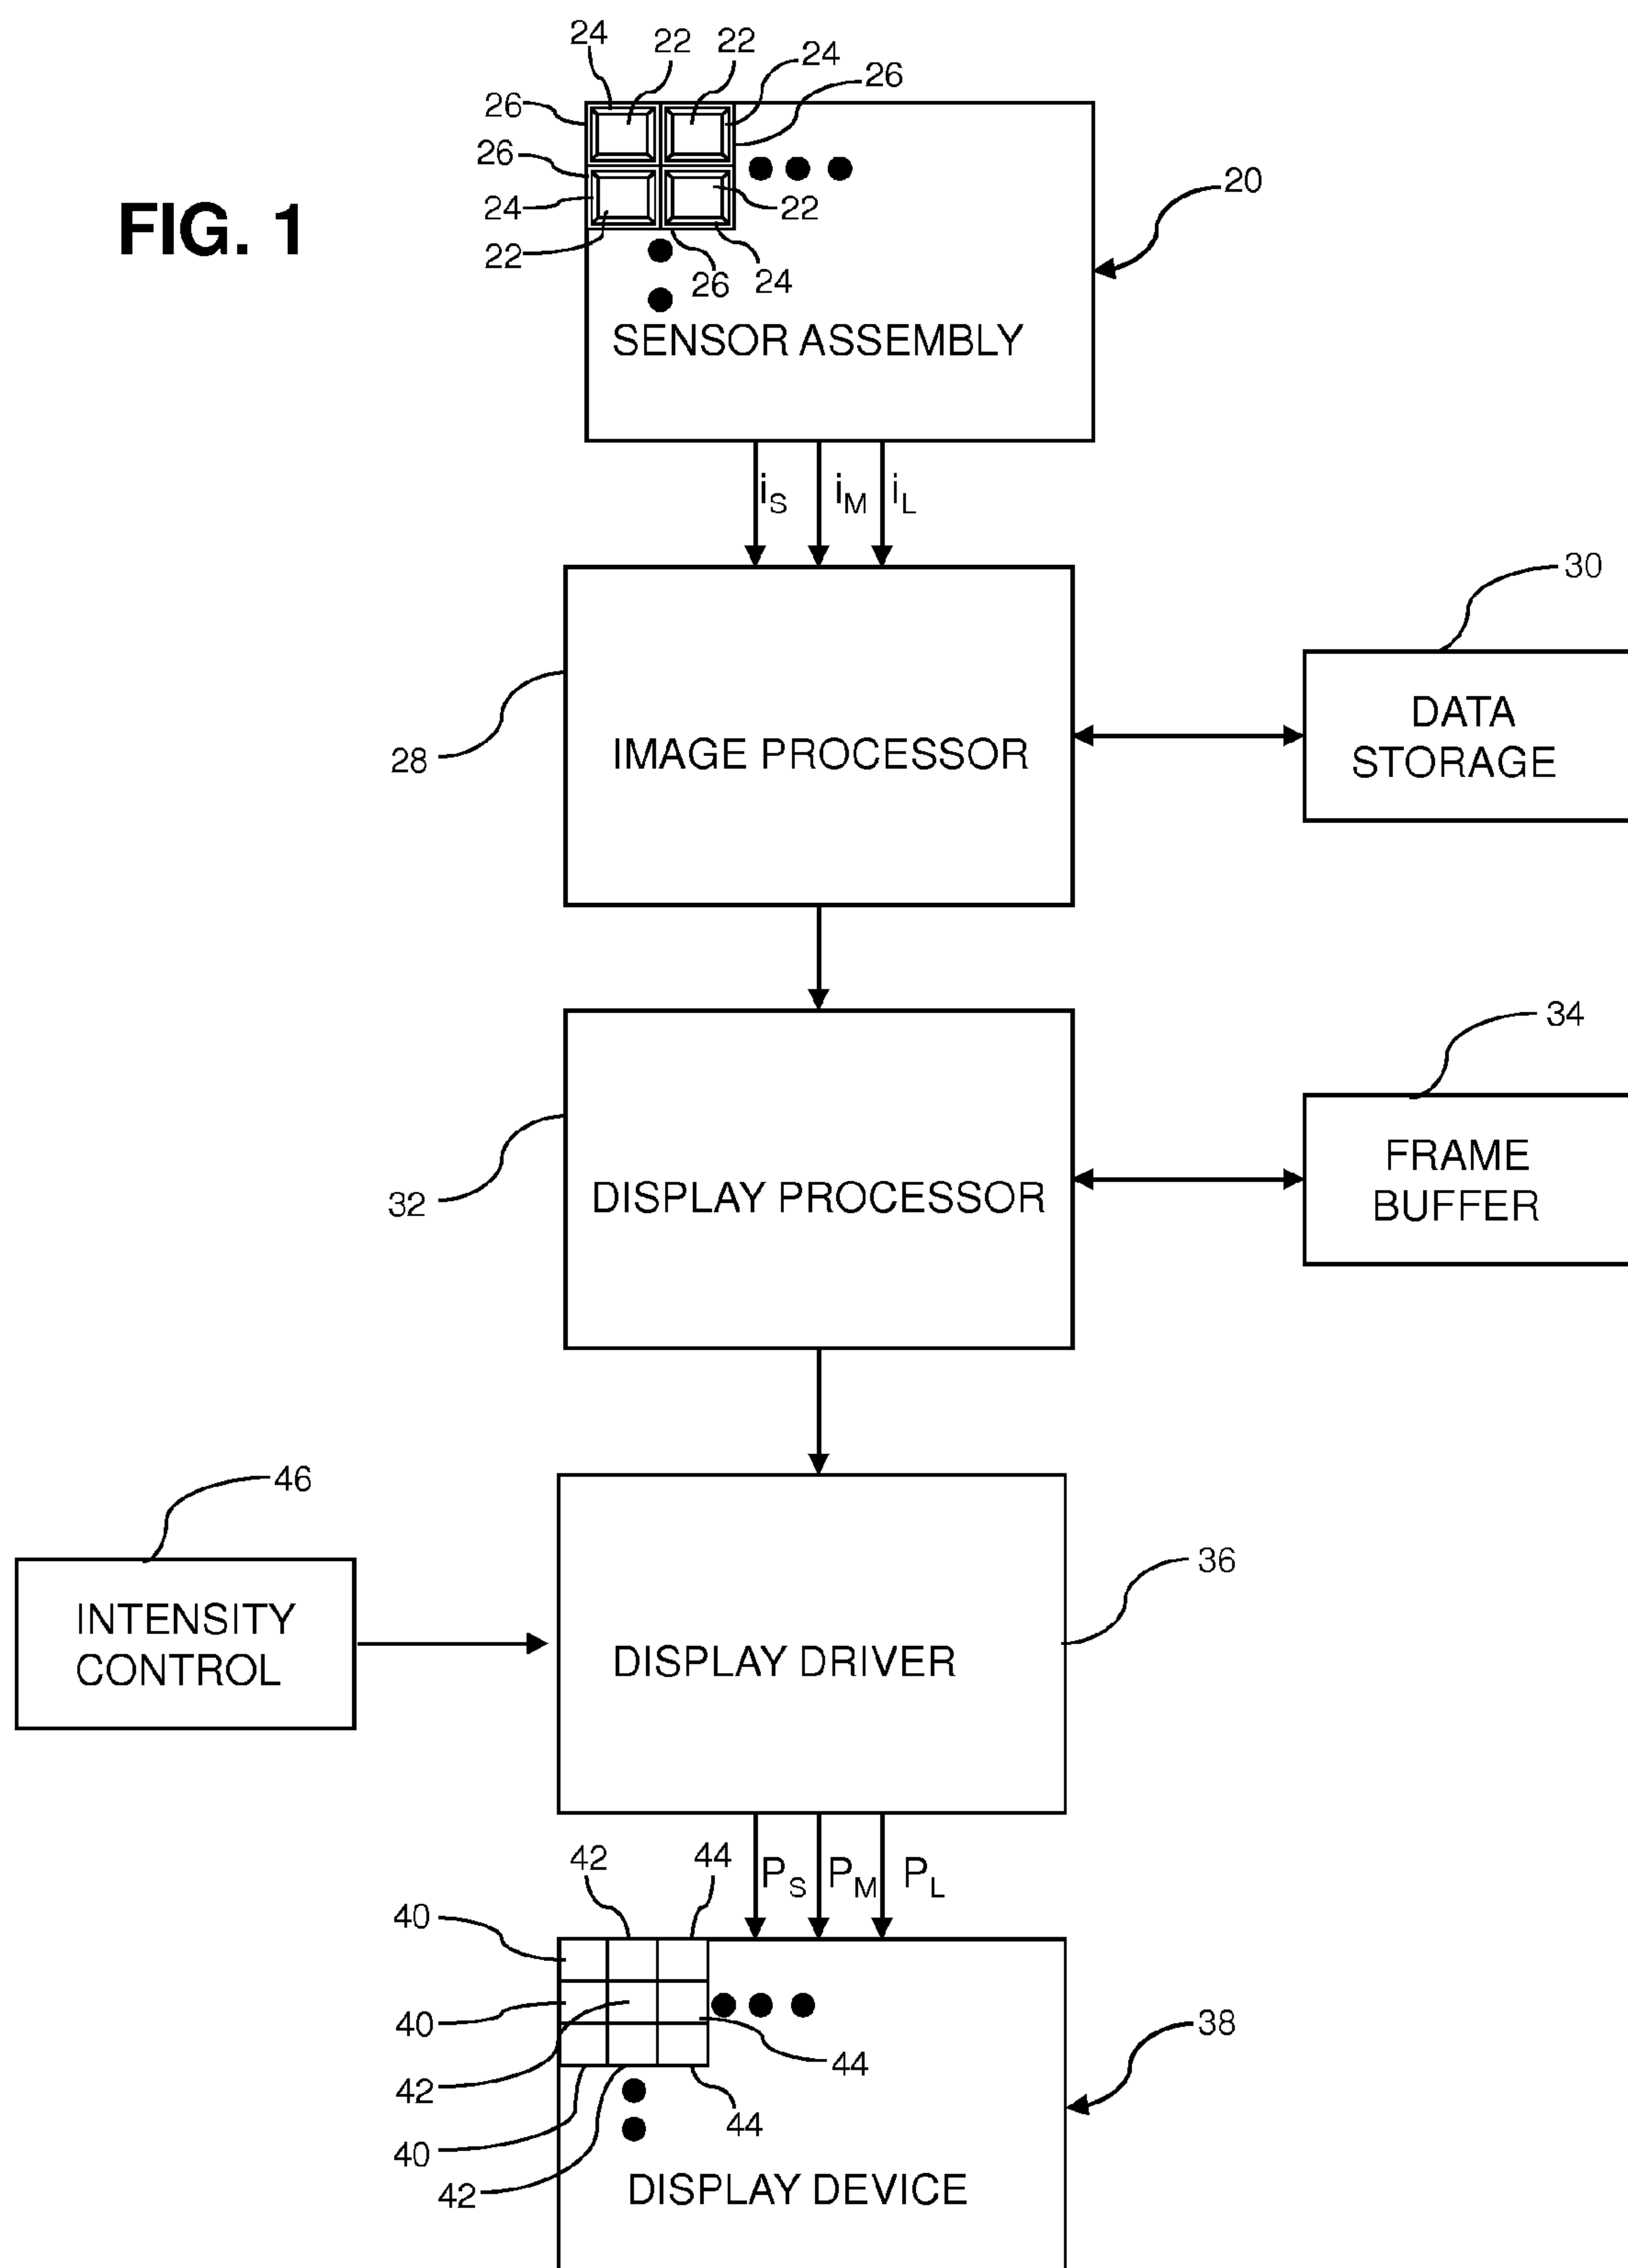 24 22 22 24
26 26
26
24 22
22 26 24
20
FIG. 1
SENSOR ASSEMBLY
iS iM iL
30
DATA
STORAGE
28
IMAGE PROCESSOR
34
FRAME
BUFFER
32
DISPLAY PROCESSOR
46
INTENSITY
CONTROL
36
DISPLAY DRIVER
42 44 PS PM PL
40
40
44
42
44
40
42
38
DISPLAY DEVICE